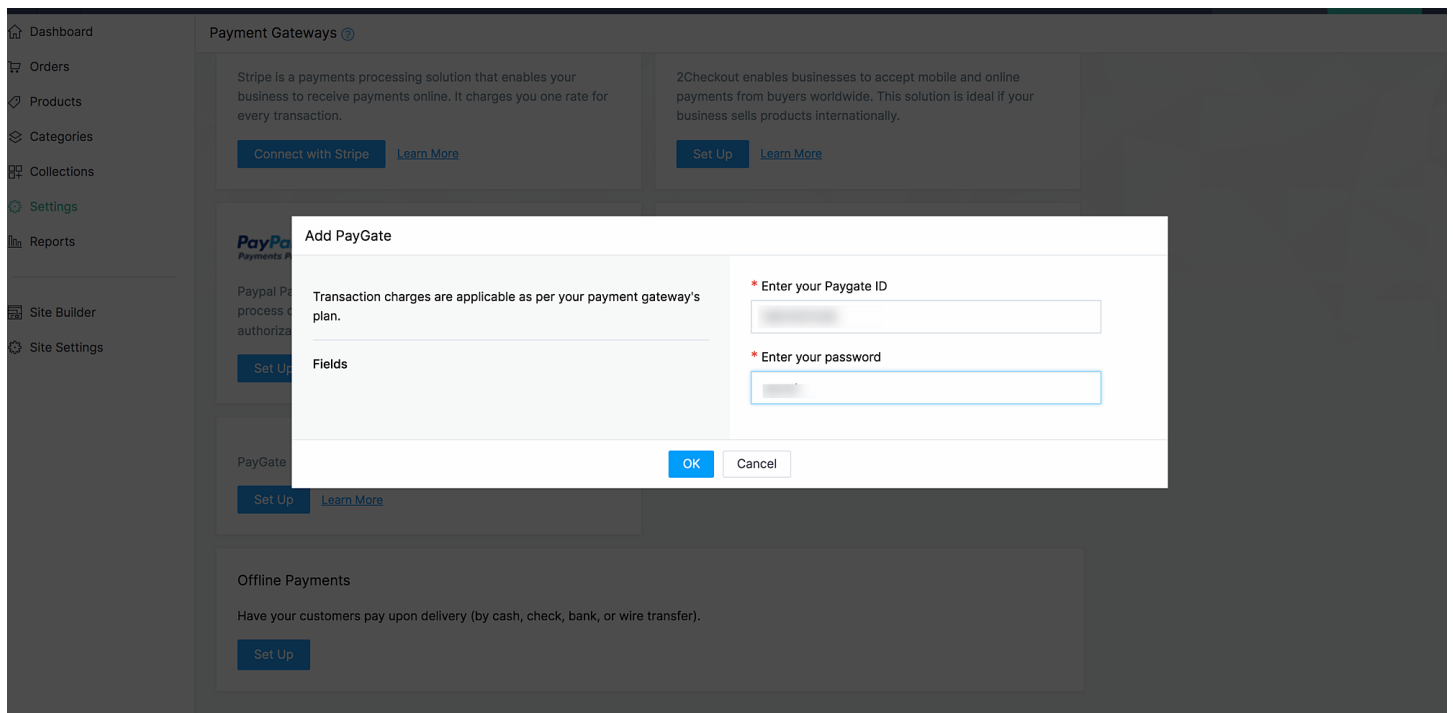 Dashboard
Orders
Products
Categories
Collections
Settings
Reports
Site Builder
Site Settings
Payment Gateways ?
Stripe is a payments processing solution that enables your
business to receive payments online. It charges you one rate for
every transaction.
Connect with Stripe Learn More
2Checkout enables businesses to accept mobile and online
payments from buyers worldwide. This solution is ideal if your
business sells products internationally.
Set Up Learn More
Payments
Paypal
process
Set Up
Add PayGate
Transaction charges are applicable as per your payment gateway's
plan.
Fields
* Enter your Paygate ID
* Enter your password
OK Cancel
PayGate
Set Up Learn More
Offline Payments
Have your customers pay upon delivery (by cash, check, bank, or wire transfer).
Set Up